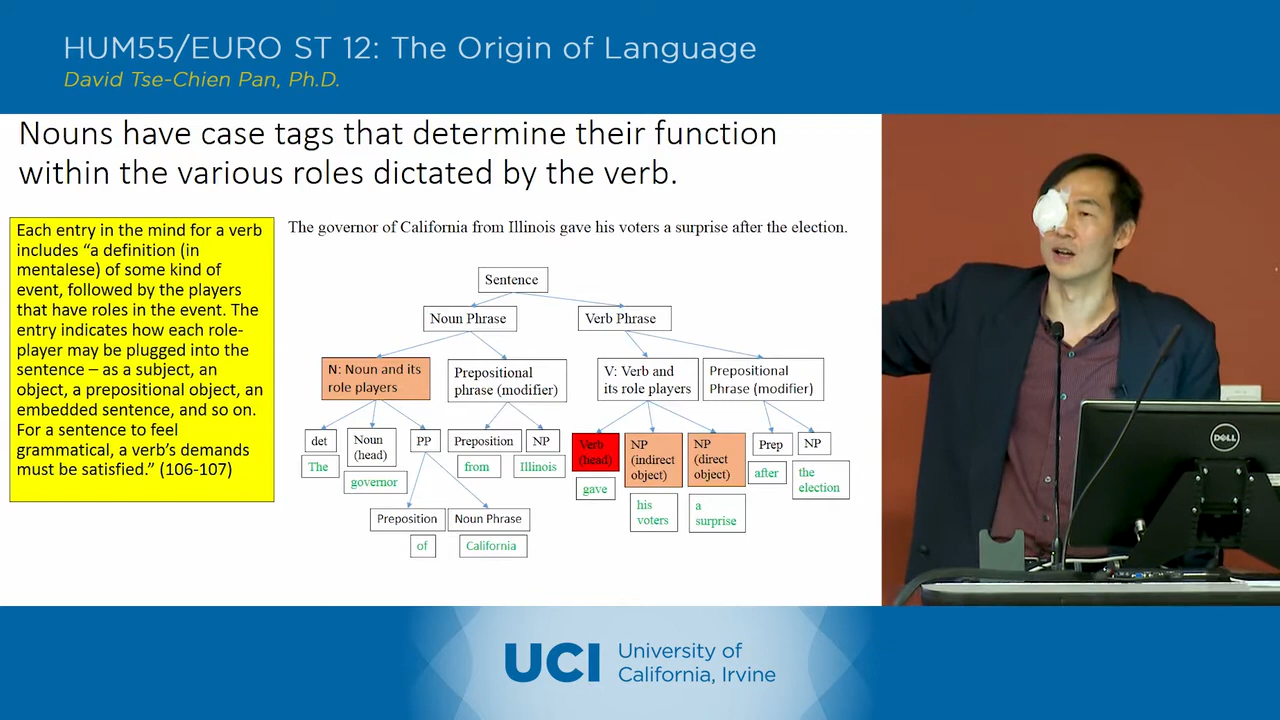 HUM55/EURO ST 12: The Origin of Language
David Tse-Chien Pan, Ph.D.
Nouns have case tags that determine their function
within the various roles dictated by the verb.
Each entry in the mind for a verb
includes “a definition (in
mentalese) of some kind of
event, followed by the players
that have roles in the event. The
entry indicates how each role-
player may be plugged into the
sentence – as a subject, an
object, a prepositional object, an
embedded sentence, and so on.
For a sentence to feel
grammatical, a verb’s demands
must be satisfied.” (106-107)
The governor of California from Illinois gave his voters a surprise after the election.
Sentence
Noun Phrase
Verb Phrase
N: Noun and its
role players
Prepositional
phrase (modifier)
V: Verb and
its role players
Prepositional
Phrase (modifier)
det
The
Noun
(head)
governor
PP
Preposition
from
NP
Illinois
Verb
(head)
gave
NP
(indirect
object)
his
voters
NP
(direct
object)
a
surprise
Prep
after
NP
the
election
Preposition
of
Noun Phrase
California
DELL
UCI
University of
California, Irvine